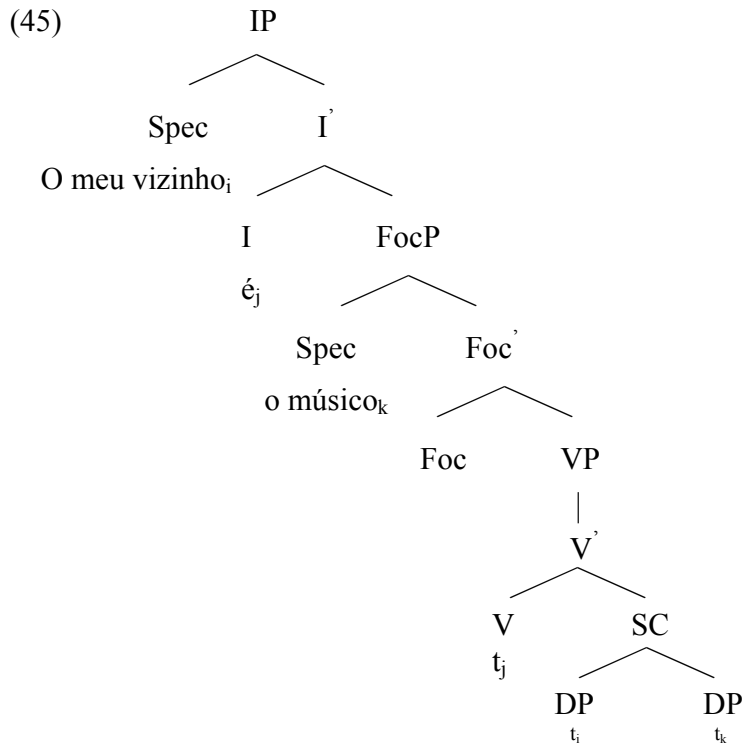 (45) IP
Spec I’
O meu vizinhoᵢ
I FocP
éⱼ
Spec Foc’
o músicoₖ
Foc VP
V’
V SC
tⱼ
DP DP
tᵢ tₖ